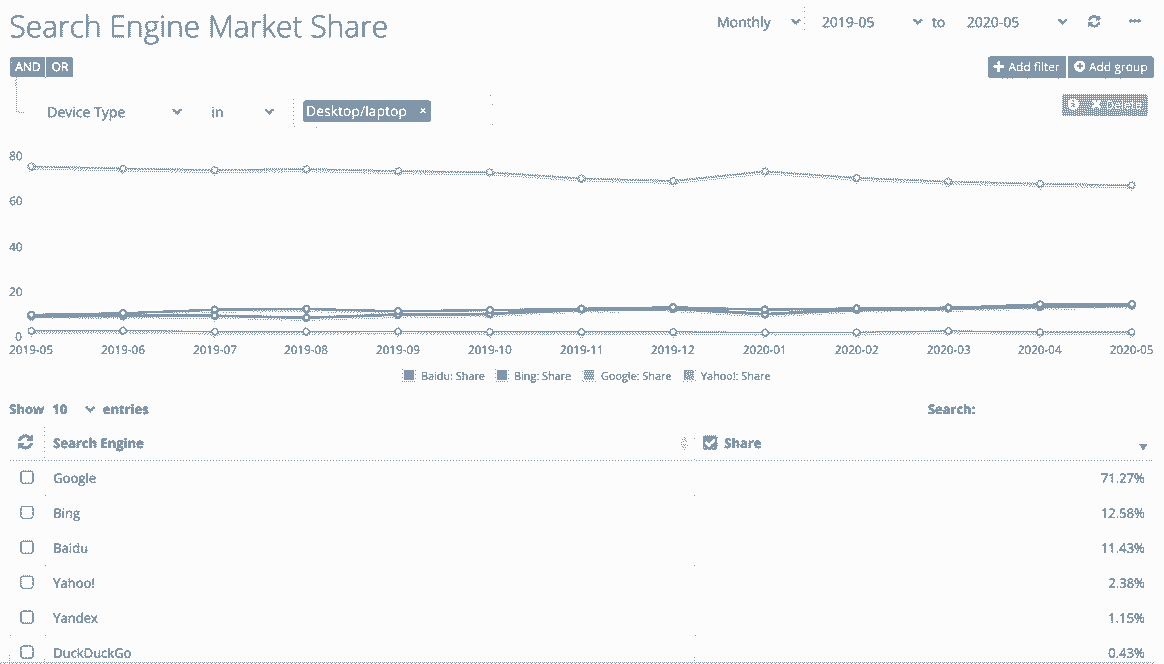 Search Engine Market Share
Monthly 2019-05 to 2020-05
AND OR
Add filter Add group
Device Type in Desktop/laptop ×
Delete
80
60
40
20
0
2019-05 2019-06 2019-07 2019-08 2019-09 2019-10 2019-11 2019-12 2020-01 2020-02 2020-03 2020-04 2020-05
Baidu: Share Bing: Share Google: Share Yahoo!: Share
Show 10 entries
Search:
Search Engine Share
Google 71.27%
Bing 12.58%
Baidu 11.43%
Yahoo! 2.38%
Yandex 1.15%
DuckDuckGo 0.43%